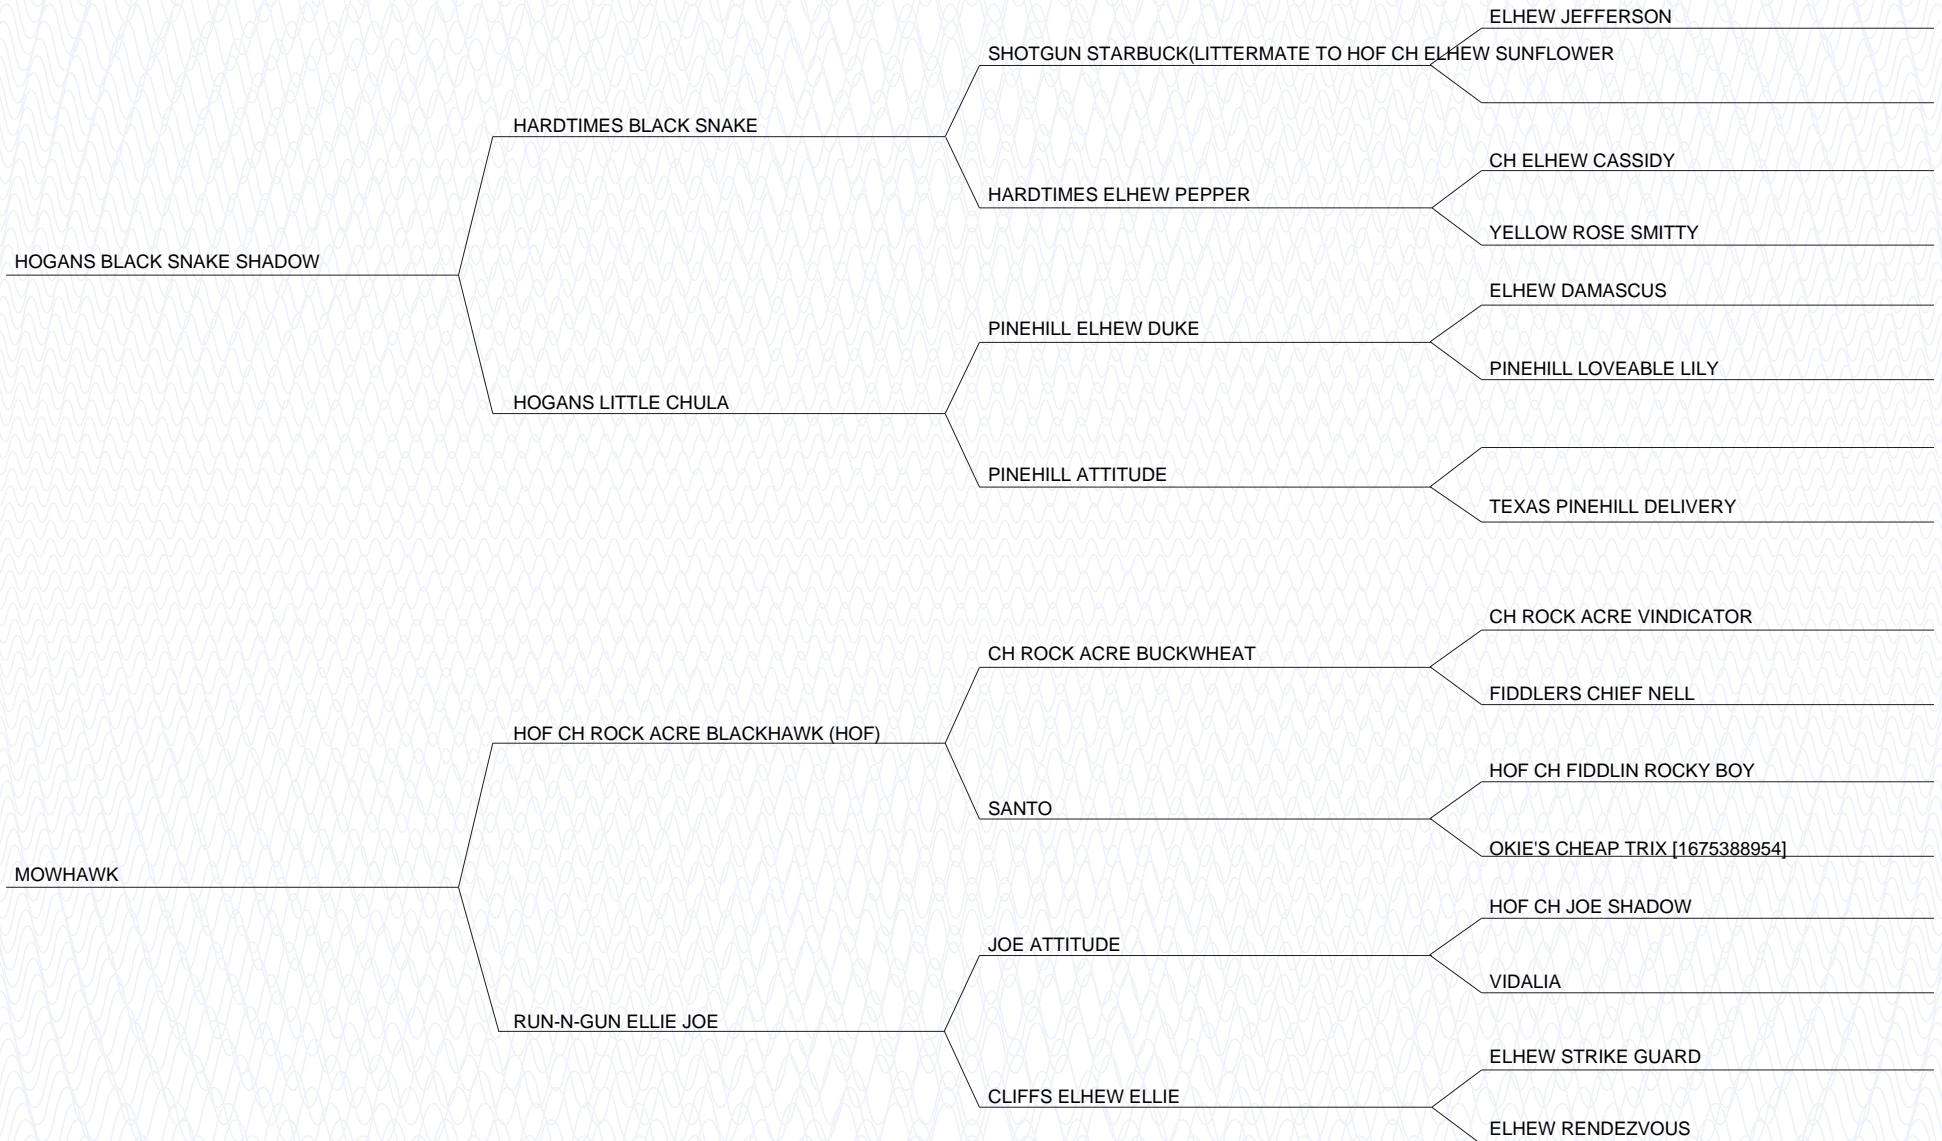 ELHEW JEFFERSON
SHOTGUN STARBUCK(LITTERMATE TO HOF CH ELHEW SUNFLOWER
HARDTIMES BLACK SNAKE
CH ELHEW CASSIDY
HARDTIMES ELHEW PEPPER
YELLOW ROSE SMITTY
HOGANS BLACK SNAKE SHADOW
ELHEW DAMASCUS
PINEHILL ELHEW DUKE
PINEHILL LOVEABLE LILY
HOGANS LITTLE CHULA
PINEHILL ATTITUDE
TEXAS PINEHILL DELIVERY
CH ROCK ACRE VINDICATOR
CH ROCK ACRE BUCKWHEAT
FIDDLERS CHIEF NELL
HOF CH ROCK ACRE BLACKHAWK (HOF)
HOF CH FIDDLIN ROCKY BOY
SANTO
OKIE'S CHEAP TRIX [1675388954]
MOWHAWK
HOF CH JOE SHADOW
JOE ATTITUDE
VIDALIA
RUN-N-GUN ELLIE JOE
ELHEW STRIKE GUARD
CLIFFS ELHEW ELLIE
ELHEW RENDEZVOUS